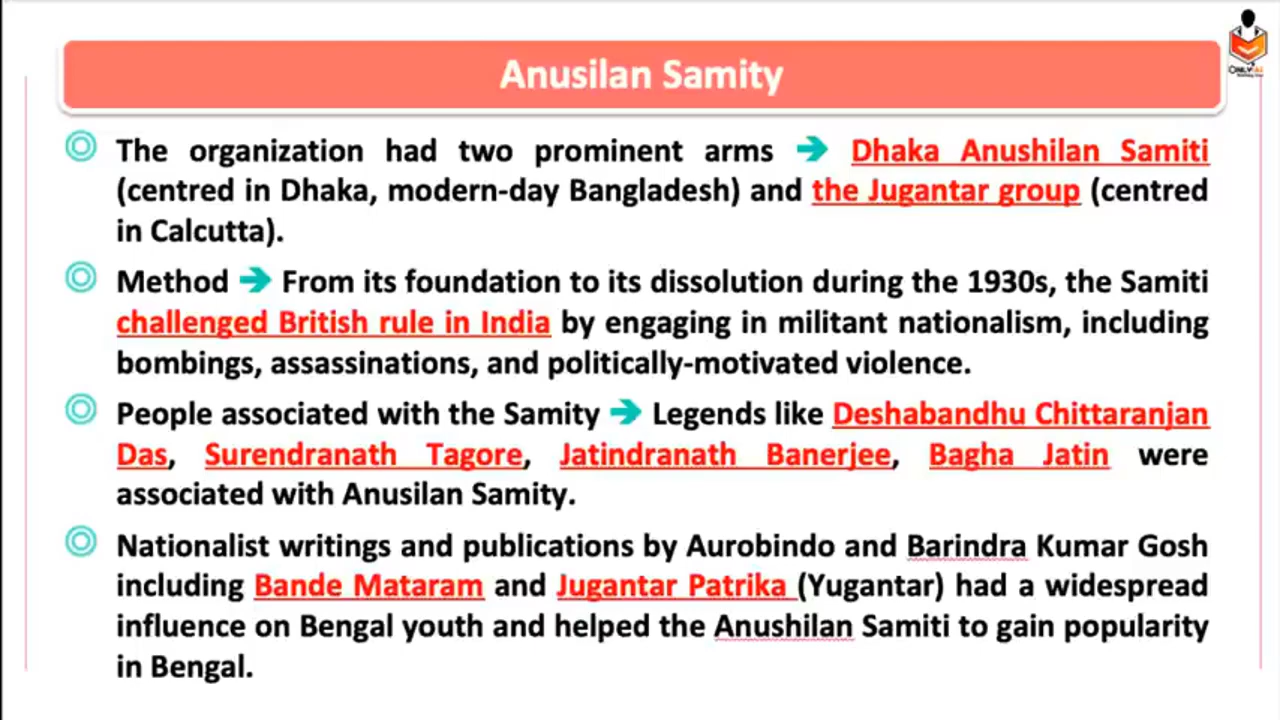 Anusilan Samity
The organization had two prominent arms ➔ Dhaka Anushilan Samiti
(centred in Dhaka, modern-day Bangladesh) and the Jugantar group (centred
in Calcutta).
Method ➔ From its foundation to its dissolution during the 1930s, the Samiti
challenged British rule in India by engaging in militant nationalism, including
bombings, assassinations, and politically-motivated violence.
People associated with the Samity ➔ Legends like Deshabandhu Chittaranjan
Das, Surendranath Tagore, Jatindranath Banerjee, Bagha Jatin were
associated with Anusilan Samity.
Nationalist writings and publications by Aurobindo and Barindra Kumar Gosh
including Bande Mataram and Jugantar Patrika (Yugantar) had a widespread
influence on Bengal youth and helped the Anushilan Samiti to gain popularity
in Bengal.